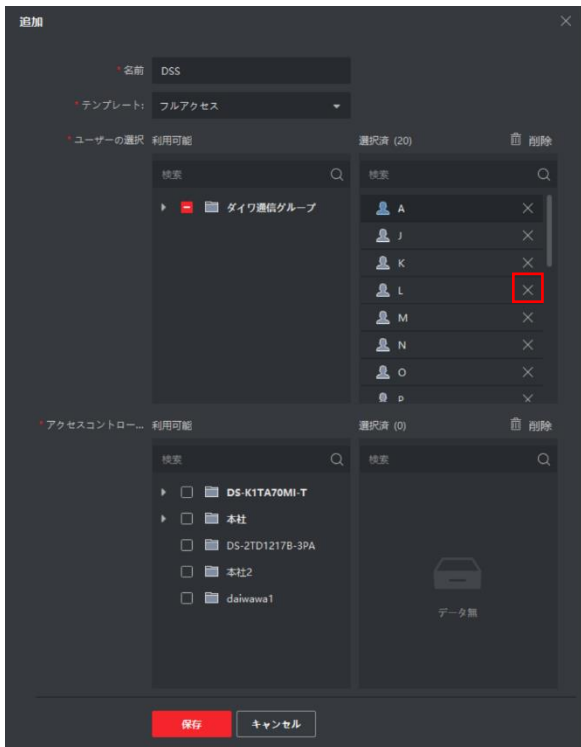 追加
*名前 DSS
*テンプレート: フルアクセス
*ユーザーの選択 利用可能 選択済 (20) 削除
検索 検索
ダイワ通信グループ A
J
K
L
M
N
O
P
*アクセスコントロー... 利用可能 選択済 (0) 削除
検索 検索
DS-K1TA70MI-T
本社
DS-2TD1217B-3PA
本社2
daiwawa1
データ無
保存 キャンセル